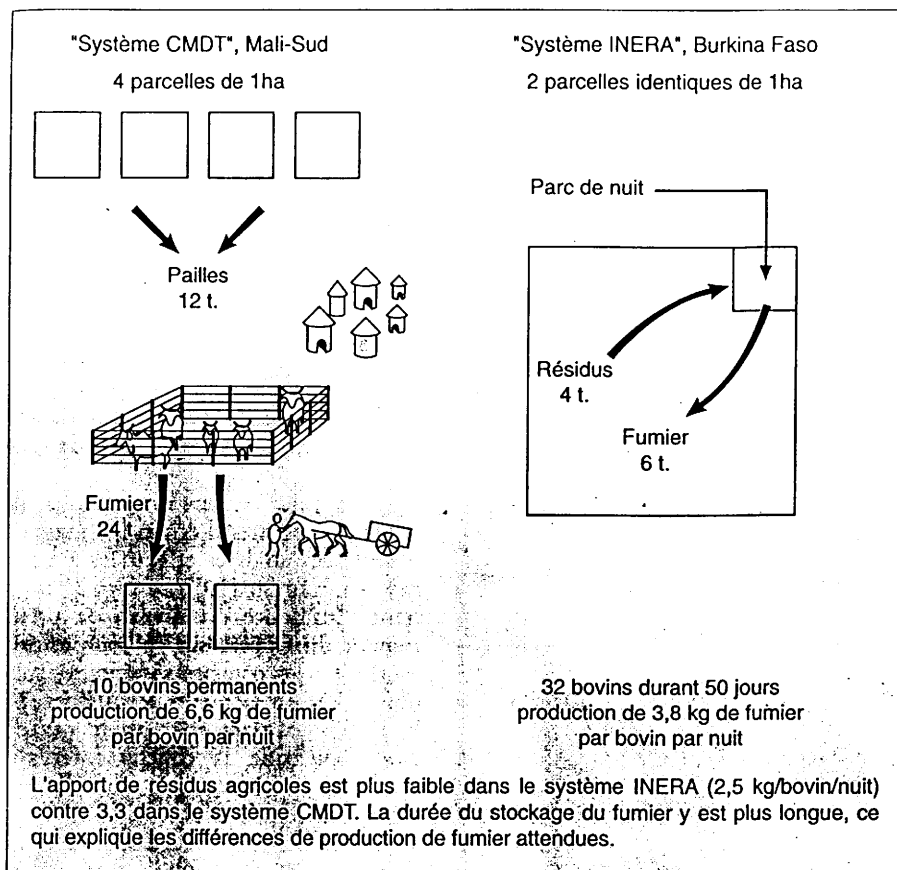 "Système CMDT", Mali-Sud
4 parcelles de 1ha
Pailles
12 t.
Fumier
24 t.
10 bovins permanents
production de 6,6 kg de fumier
par bovin par nuit
"Système INERA", Burkina Faso
2 parcelles identiques de 1ha
Parc de nuit
Résidus
4 t.
Fumier
6 t.
32 bovins durant 50 jours
production de 3,8 kg de fumier
par bovin par nuit
L'apport de résidus agricoles est plus faible dans le système INERA (2,5 kg/bovin/nuit)
contre 3,3 dans le système CMDT. La durée du stockage du fumier y est plus longue, ce
qui explique les différences de production de fumier attendues.